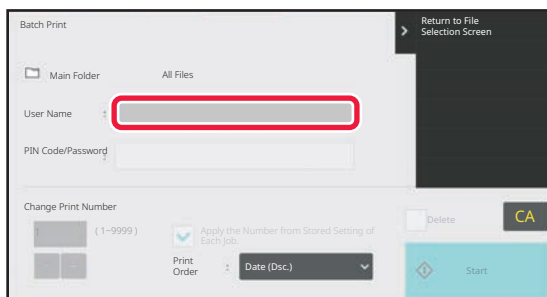 Batch Print
Return to File
Selection Screen
Main Folder
All Files
User Name :
PIN Code/Password :
Change Print Number
1
( 1~9999 )
Apply the Number from Stored Setting of
Each Job.
Print
Order : Date (Dsc.)
Delete
CA
Start